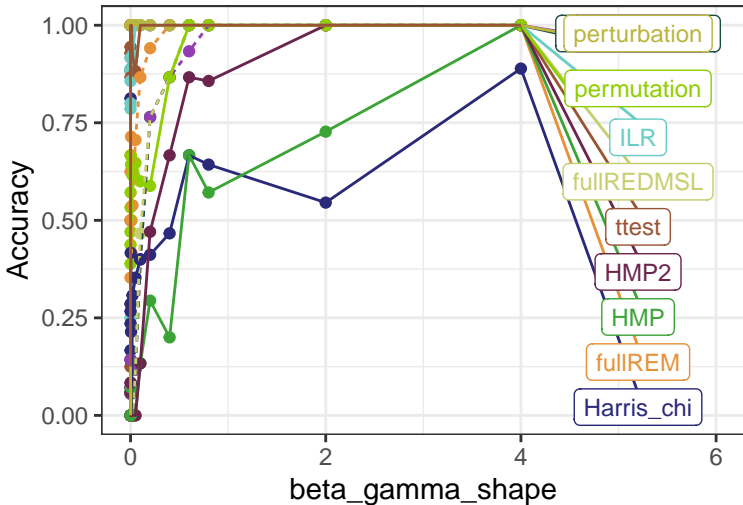 1.00
0.75
0.50
0.25
0.00
Accuracy
0
2
4
6
beta_gamma_shape
perturbation
permutation
ILR
fullREDMSL
ttest
HMP2
HMP
fullREM
Harris_chi